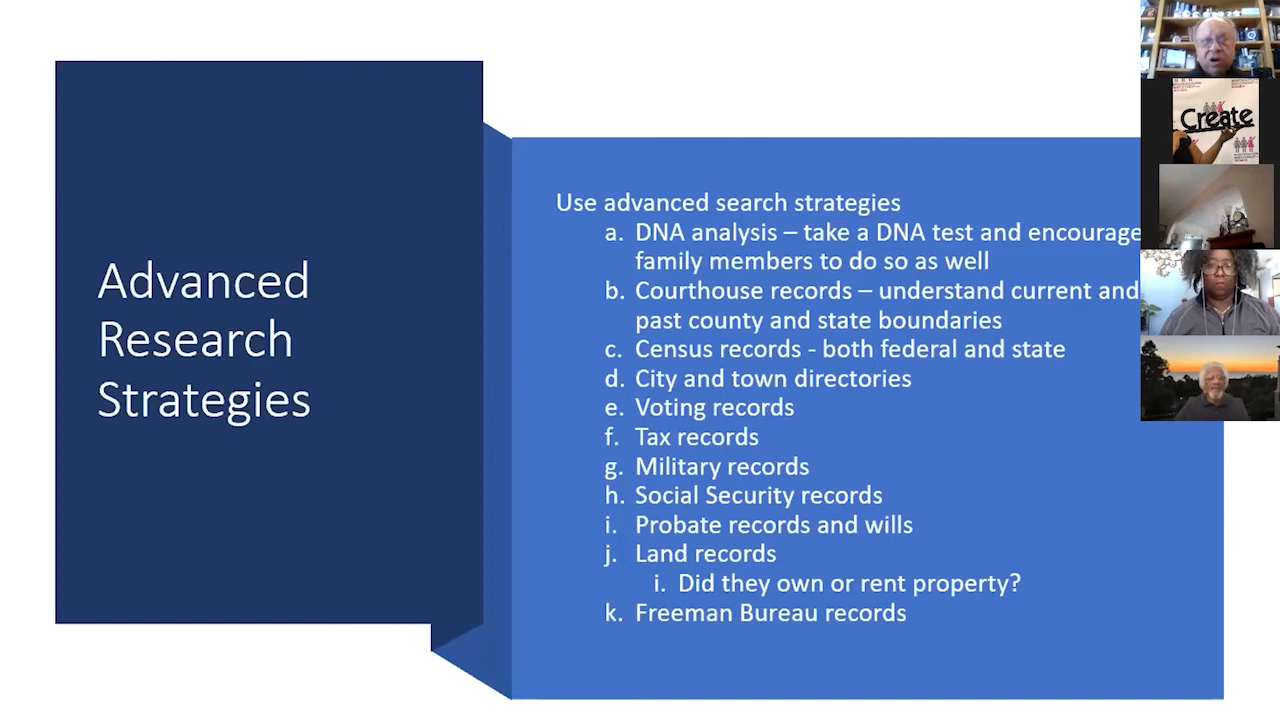 Advanced
Research
Strategies
Use advanced search strategies
a. DNA analysis – take a DNA test and encourage
family members to do so as well
b. Courthouse records – understand current and
past county and state boundaries
c. Census records - both federal and state
d. City and town directories
e. Voting records
f. Tax records
g. Military records
h. Social Security records
i. Probate records and wills
j. Land records
i. Did they own or rent property?
k. Freeman Bureau records
Create